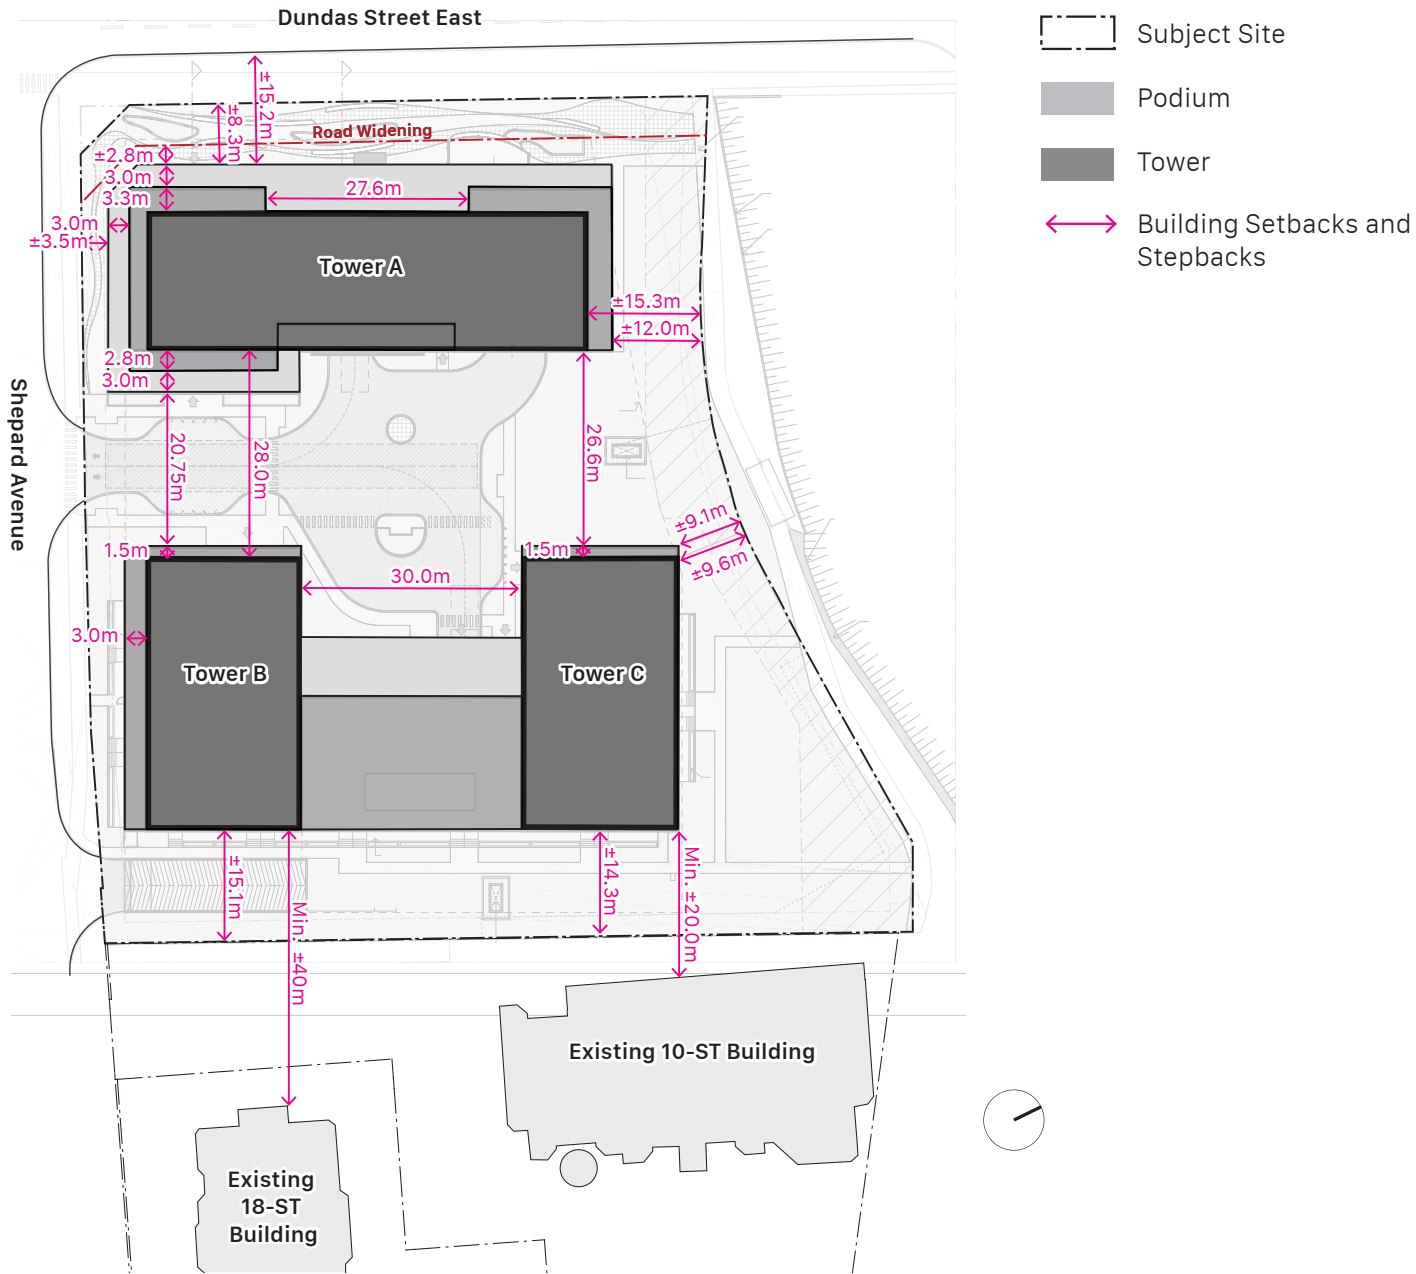 Dundas Street East
Subject Site
Podium
Tower
Building Setbacks and
Stepbacks
±15.2m
±8.3m
Road Widening
±2.8m
3.0m
3.3m
27.6m
3.0m
±3.5m
Tower A
±15.3m
±12.0m
2.8m
3.0m
Shepard Avenue
20.75m
28.0m
26.6m
±9.1m
±9.6m
1.5m
1.5m
30.0m
3.0m
Tower B
Tower C
±15.1m
Min. ±40m
±14.3m
Min. ±20.0m
Existing 10-ST Building
Existing
18-ST
Building